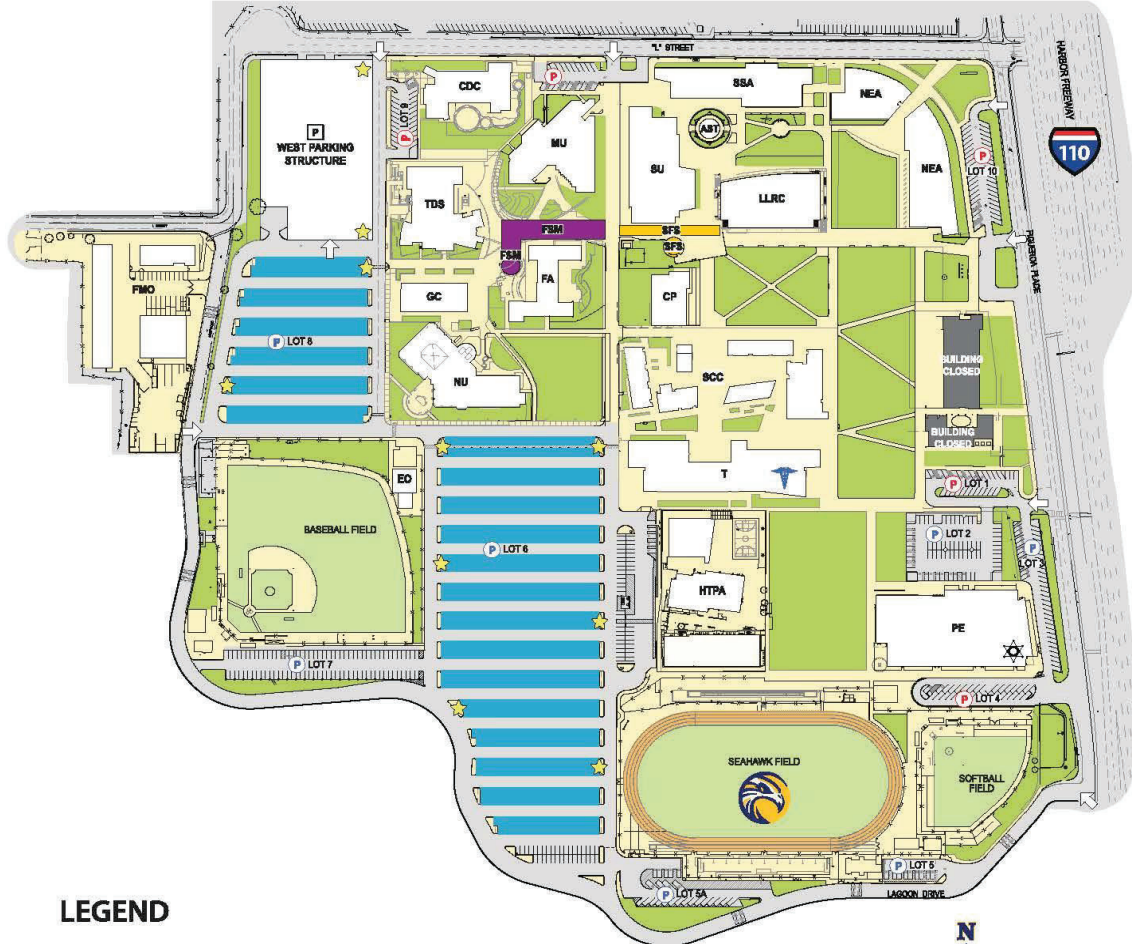 "L" STREET
HARBOR FREEWAY
110
CDC
P
LOT 9
P
P
WEST PARKING
STRUCTURE
MU
SSA
AST
NEA
NEA
P
LOT 10
SU
LLRC
TDS
FSM
FSM
SFS
SFS
FA
GC
CP
FIGUEROA PLACE
FMO
P LOT 8
NU
SCC
BUILDING
CLOSED
BUILDING
CLOSED
T
P LOT 1
EO
BASEBALL FIELD
P LOT 6
P
LOT 2
P
LOT 3
HTPA
PE
P LOT 7
P LOT 4
SEAHAWK FIELD
SOFTBALL
FIELD
P LOT 5
P LOT 5A
LAGOON DRIVE
LEGEND
N